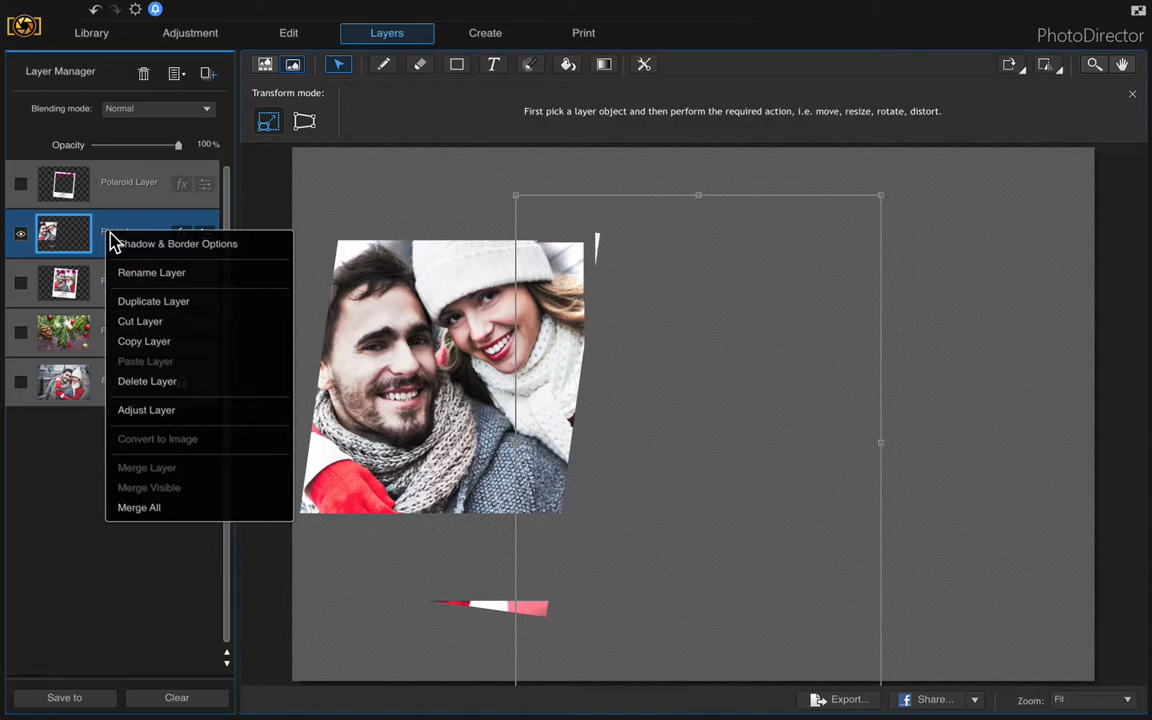 Library
Adjustment
Edit
Layers
Create
Print
PhotoDirector
Layer Manager
T
Transform mode:
First pick a layer object and then perform the required action, i.e. move, resize, rotate, distort.
Blending mode: Normal
Opacity 100 %
Polaroid Layer fx
Shadow & Border Options
Rename Layer
Duplicate Layer
Cut Layer
Copy Layer
Paste Layer
Delete Layer
Adjust Layer
Convert to Image
Merge Layer
Merge Visible
Merge All
Save to
Clear
Export...
f Share...
Zoom: Fit